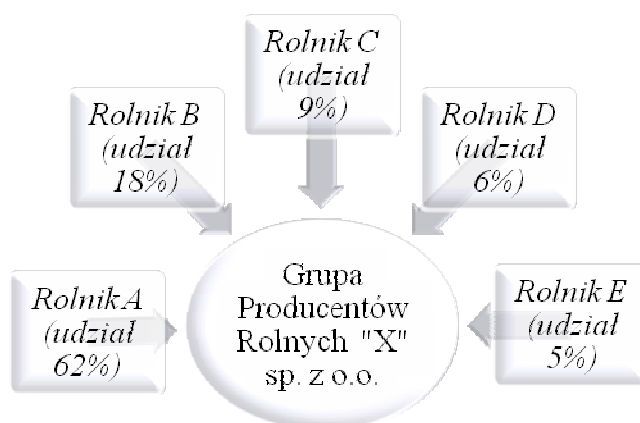 Rolnik C
(udział
9%)
Rolnik B
(udział
18%)
Rolnik D
(udział
6%)
Rolnik A
(udział
62%)
Grupa
Producentów
Rolnych "X"
sp. z o.o.
Rolnik E
(udział
5%)